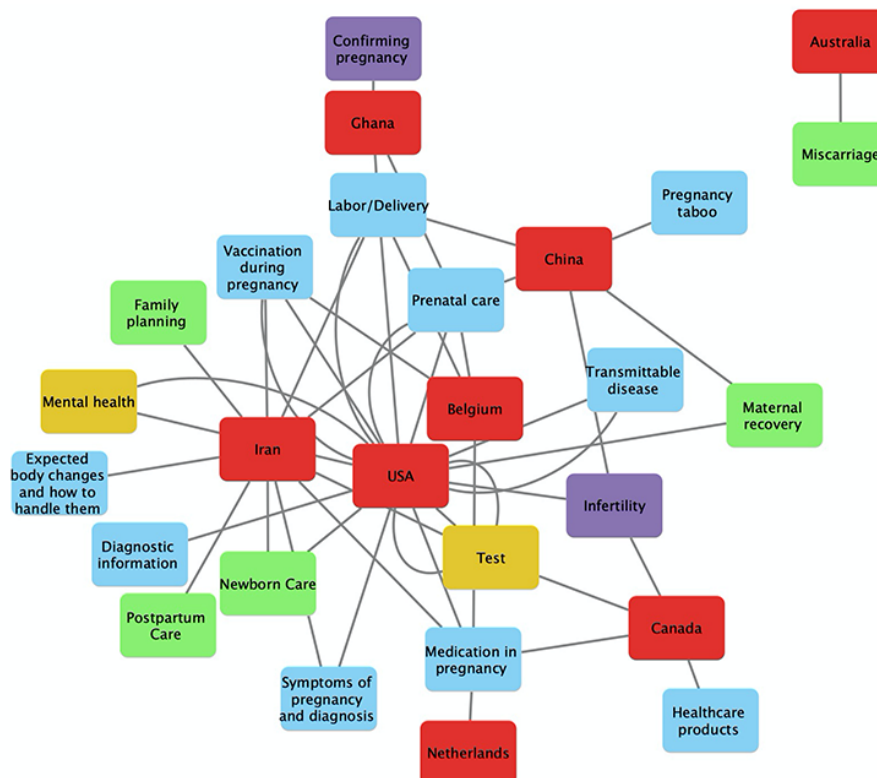 Confirming
pregnancy
Australia
Ghana
Miscarriage
Labor/Delivery
Pregnancy
taboo
Vaccination
during
pregnancy
China
Prenatal care
Family
planning
Transmittable
disease
Mental health
Belgium
Maternal
recovery
Iran
USA
Expected
body changes
and how to
handle them
Infertility
Diagnostic
information
Test
Newborn Care
Postpartum
Care
Canada
Medication in
pregnancy
Symptoms of
pregnancy
and diagnosis
Healthcare
products
Netherlands